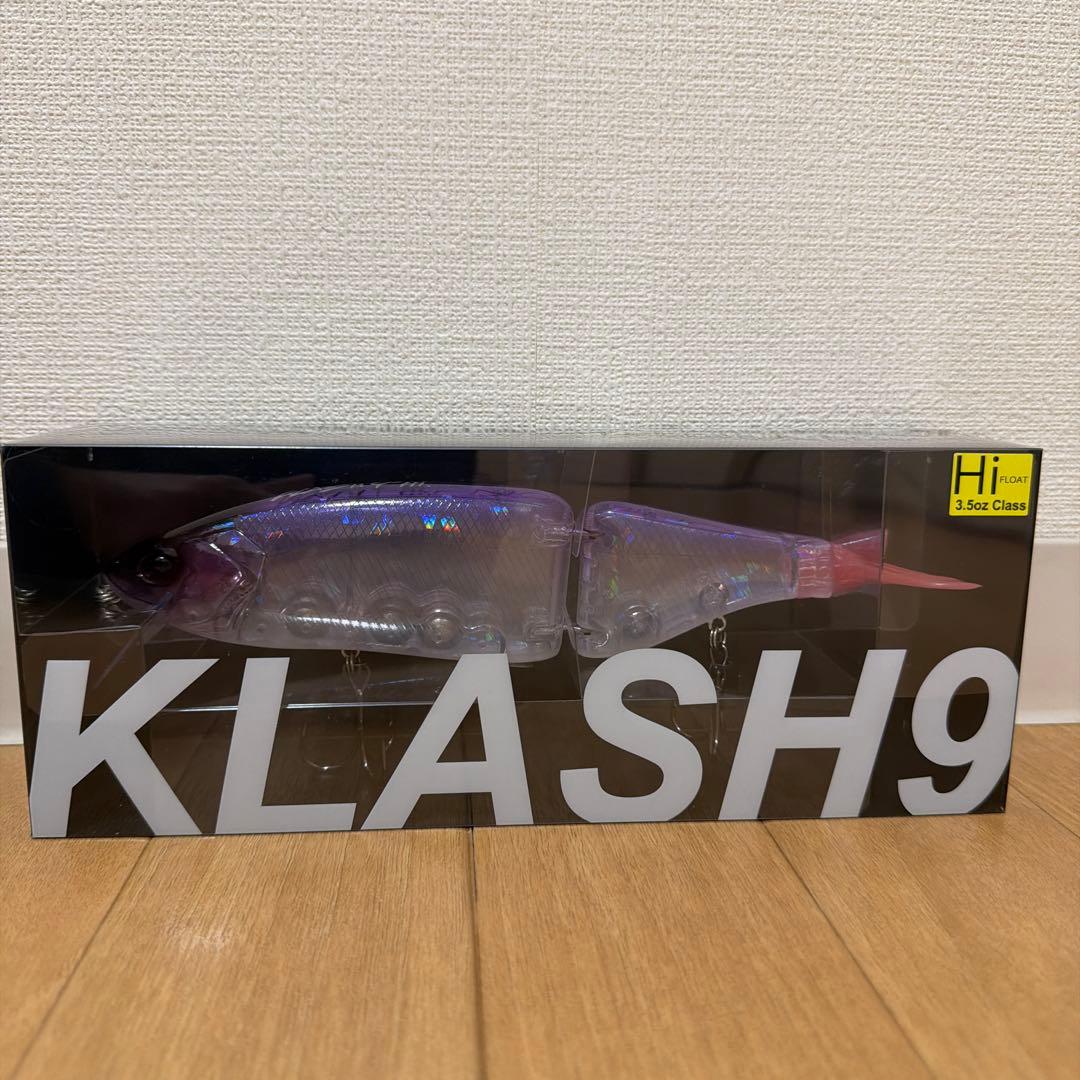 Hi FLOAT
3.5oz Class
KLASH9